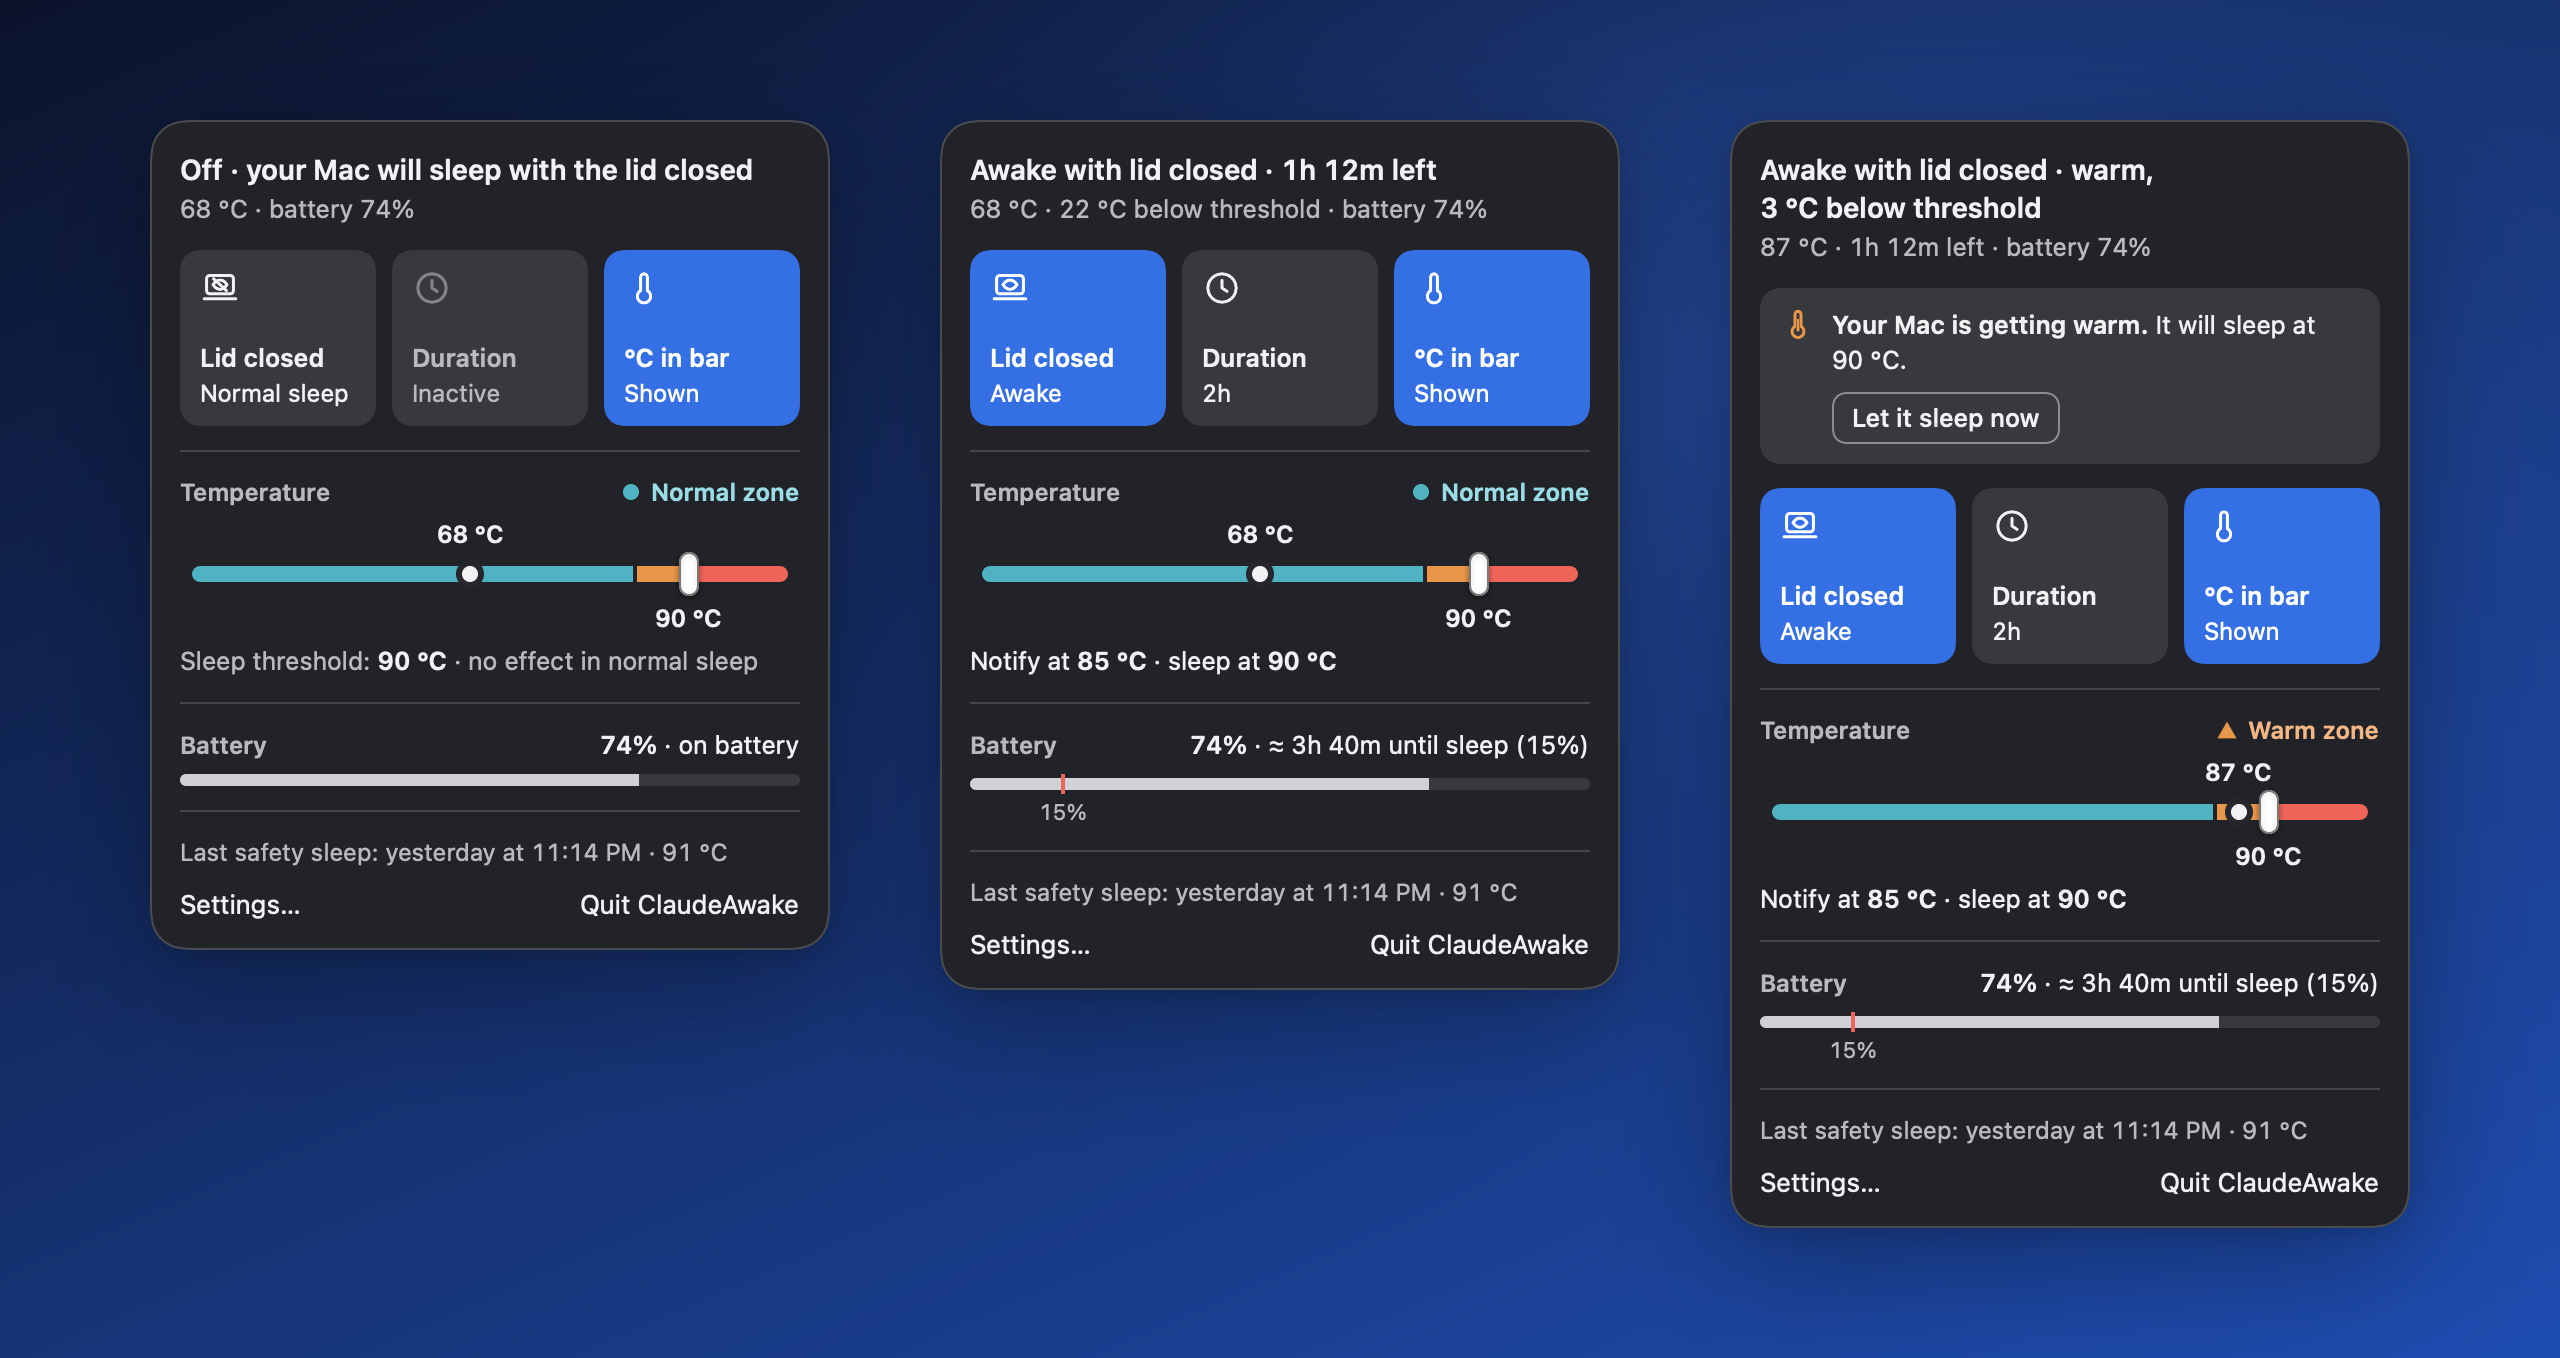 Off · your Mac will sleep with the lid closed
68 °C · battery 74%
Lid closed
Normal sleep
Duration
Inactive
°C in bar
Shown
Temperature
Normal zone
68 °C
90 °C
Sleep threshold: 90 °C · no effect in normal sleep
Battery
74% · on battery
Last safety sleep: yesterday at 11:14 PM · 91 °C
Settings...
Quit ClaudeAwake
Awake with lid closed · 1h 12m left
68 °C · 22 °C below threshold · battery 74%
Lid closed
Awake
Duration
2h
°C in bar
Shown
Temperature
Normal zone
68 °C
90 °C
Notify at 85 °C · sleep at 90 °C
Battery
74% · ≈ 3h 40m until sleep (15%)
15%
Last safety sleep: yesterday at 11:14 PM · 91 °C
Settings...
Quit ClaudeAwake
Awake with lid closed · warm,
3 °C below threshold
87 °C · 1h 12m left · battery 74%
Your Mac is getting warm. It will sleep at
90 °C.
Let it sleep now
Lid closed
Awake
Duration
2h
°C in bar
Shown
Temperature
Warm zone
87 °C
90 °C
Notify at 85 °C · sleep at 90 °C
Battery
74% · ≈ 3h 40m until sleep (15%)
15%
Last safety sleep: yesterday at 11:14 PM · 91 °C
Settings...
Quit ClaudeAwake